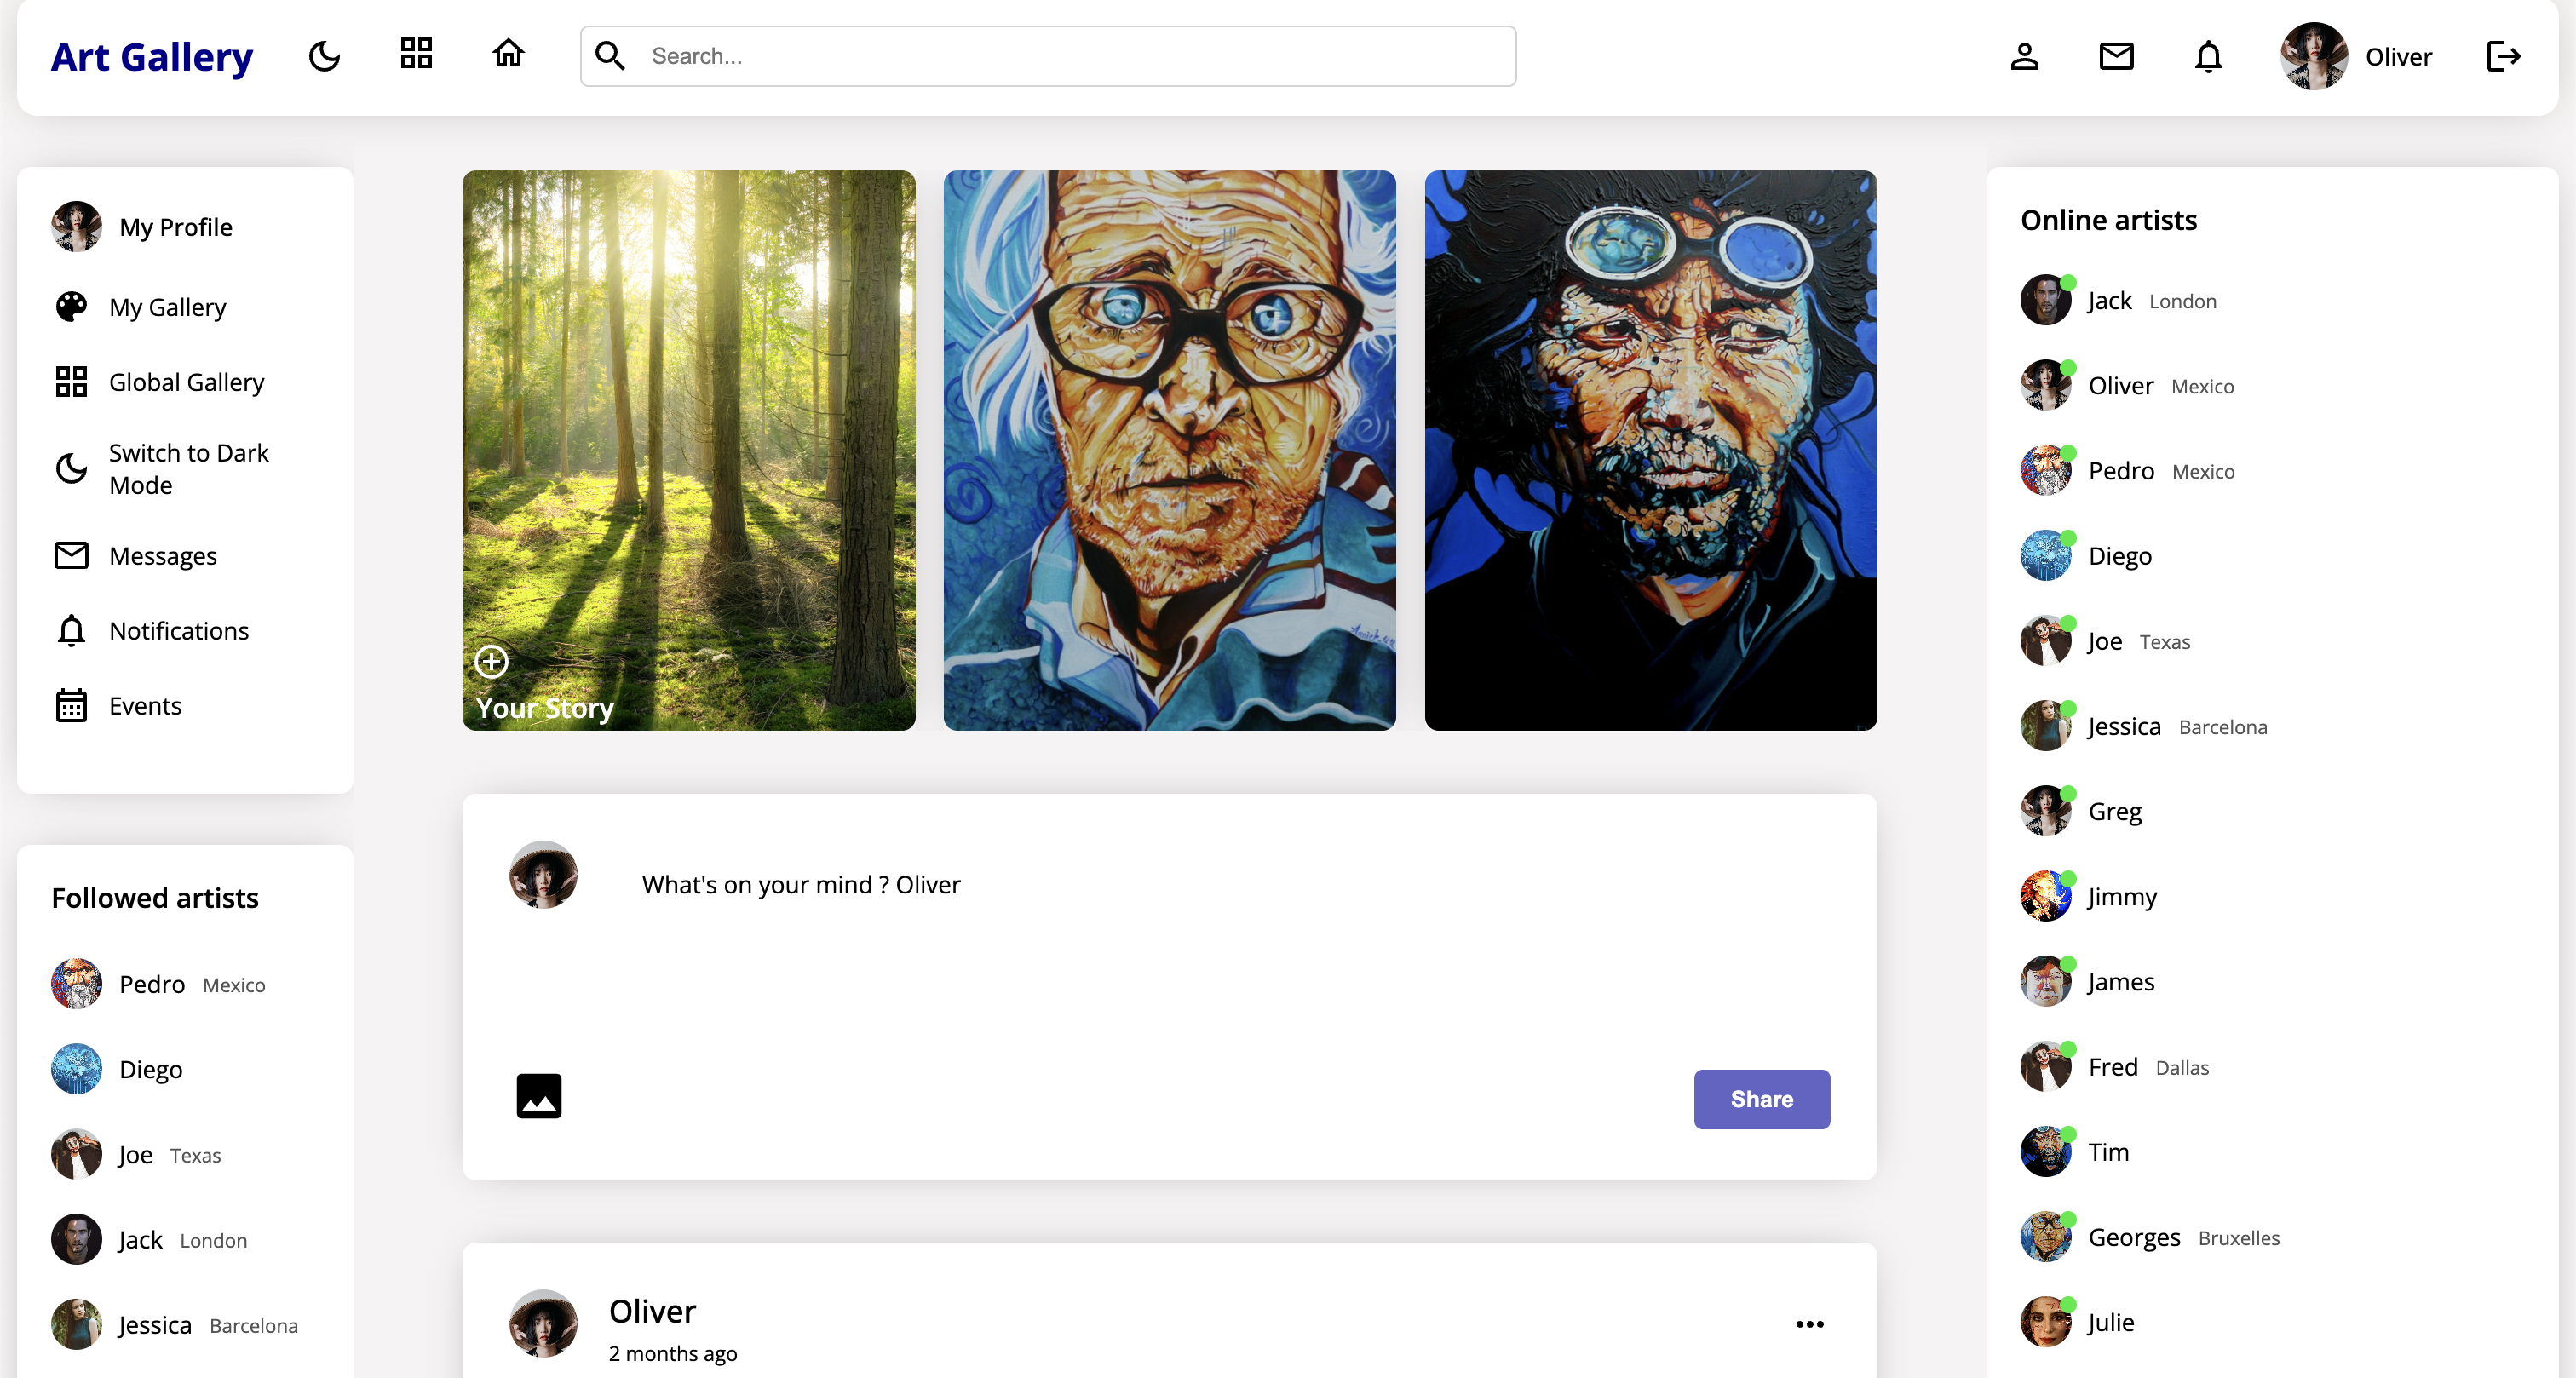 Art Gallery
Search...
Oliver
My Profile
My Gallery
Global Gallery
Switch to Dark
Mode
Messages
Notifications
Events
Followed artists
Pedro Mexico
Diego
Joe Texas
Jack London
Jessica Barcelona
Your Story
What's on your mind ? Oliver
Share
Oliver
2 months ago
Online artists
Jack London
Oliver Mexico
Pedro Mexico
Diego
Joe Texas
Jessica Barcelona
Greg
Jimmy
James
Fred Dallas
Tim
Georges Bruxelles
Julie